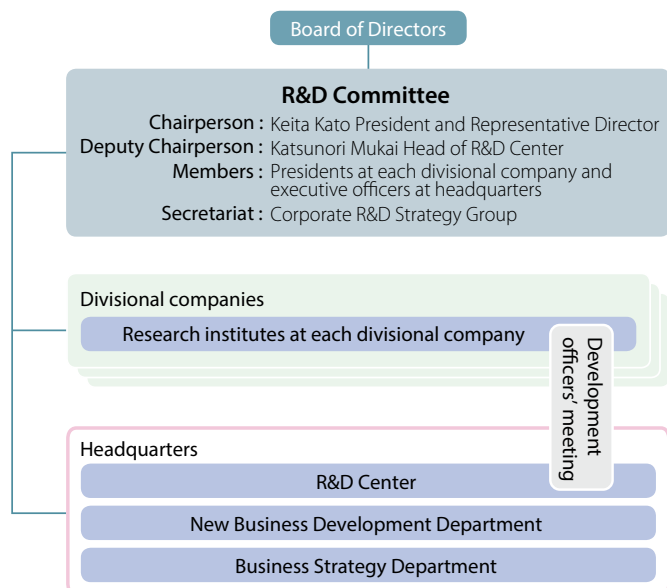 Board of Directors
R&D Committee
Chairperson : Keita Kato President and Representative Director
Deputy Chairperson : Katsunori Mukai Head of R&D Center
Members : Presidents at each divisional company and
executive officers at headquarters
Secretariat : Corporate R&D Strategy Group
Divisional companies
Research institutes at each divisional company
Development
officers’ meeting
Headquarters
R&D Center
New Business Development Department
Business Strategy Department